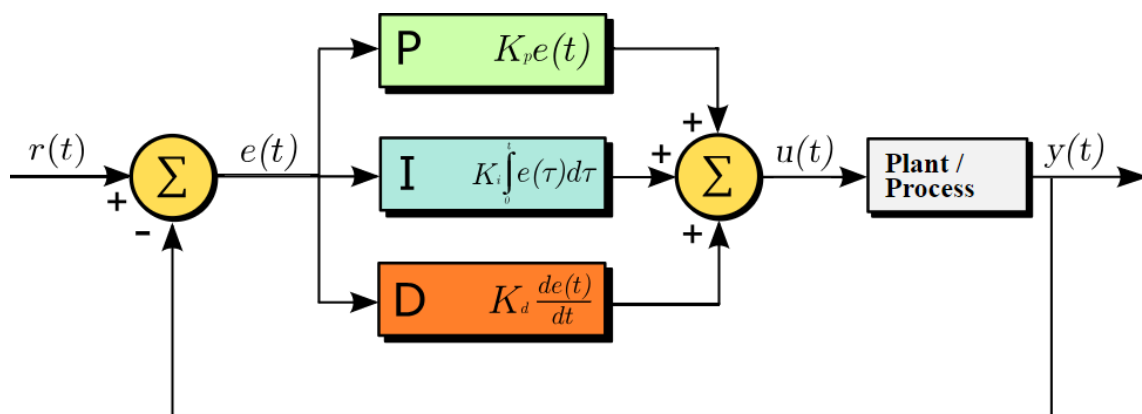 P K_p e(t)
r(t)
+
-
Σ
e(t)
I K_i ∫_0^t e(τ)dτ
D K_d de(t)/dt
+
+
+
Σ
u(t)
Plant /
Process
y(t)